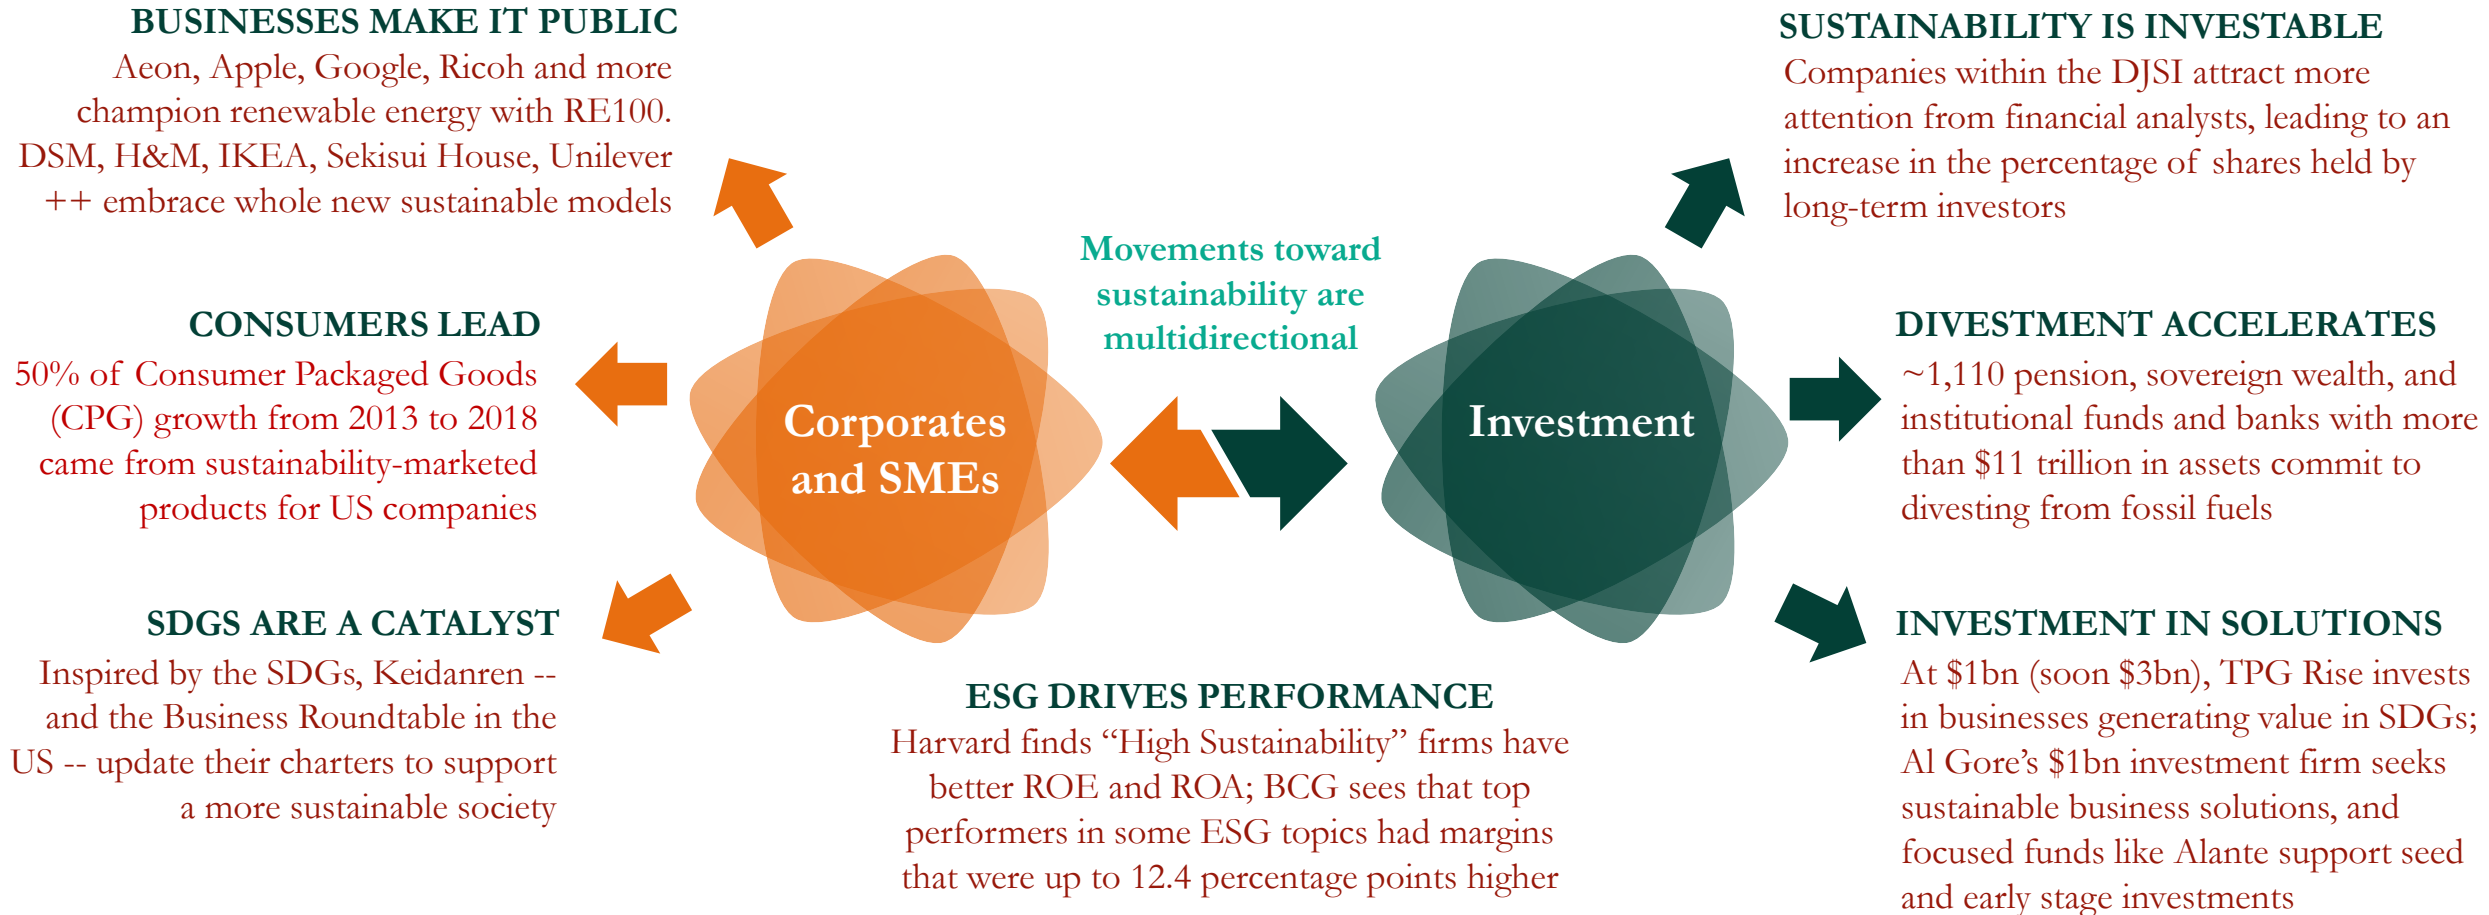 BUSINESSES MAKE IT PUBLIC
Aeon, Apple, Google, Ricoh and more
champion renewable energy with RE100.
DSM, H&M, IKEA, Sekisui House, Unilever
++ embrace whole new sustainable models
CONSUMERS LEAD
50% of Consumer Packaged Goods
(CPG) growth from 2013 to 2018
came from sustainability-marketed
products for US companies
SDGS ARE A CATALYST
Inspired by the SDGs, Keidanren --
and the Business Roundtable in the
US -- update their charters to support
a more sustainable society
Corporates
and SMEs
Movements toward
sustainability are
multidirectional
Investment
ESG DRIVES PERFORMANCE
Harvard finds “High Sustainability” firms have
better ROE and ROA; BCG sees that top
performers in some ESG topics had margins
that were up to 12.4 percentage points higher
SUSTAINABILITY IS INVESTABLE
Companies within the DJSI attract more
attention from financial analysts, leading to an
increase in the percentage of shares held by
long-term investors
DIVESTMENT ACCELERATES
~1,110 pension, sovereign wealth, and
institutional funds and banks with more
than $11 trillion in assets commit to
divesting from fossil fuels
INVESTMENT IN SOLUTIONS
At $1bn (soon $3bn), TPG Rise invests
in businesses generating value in SDGs;
Al Gore’s $1bn investment firm seeks
sustainable business solutions, and
focused funds like Alante support seed
and early stage investments